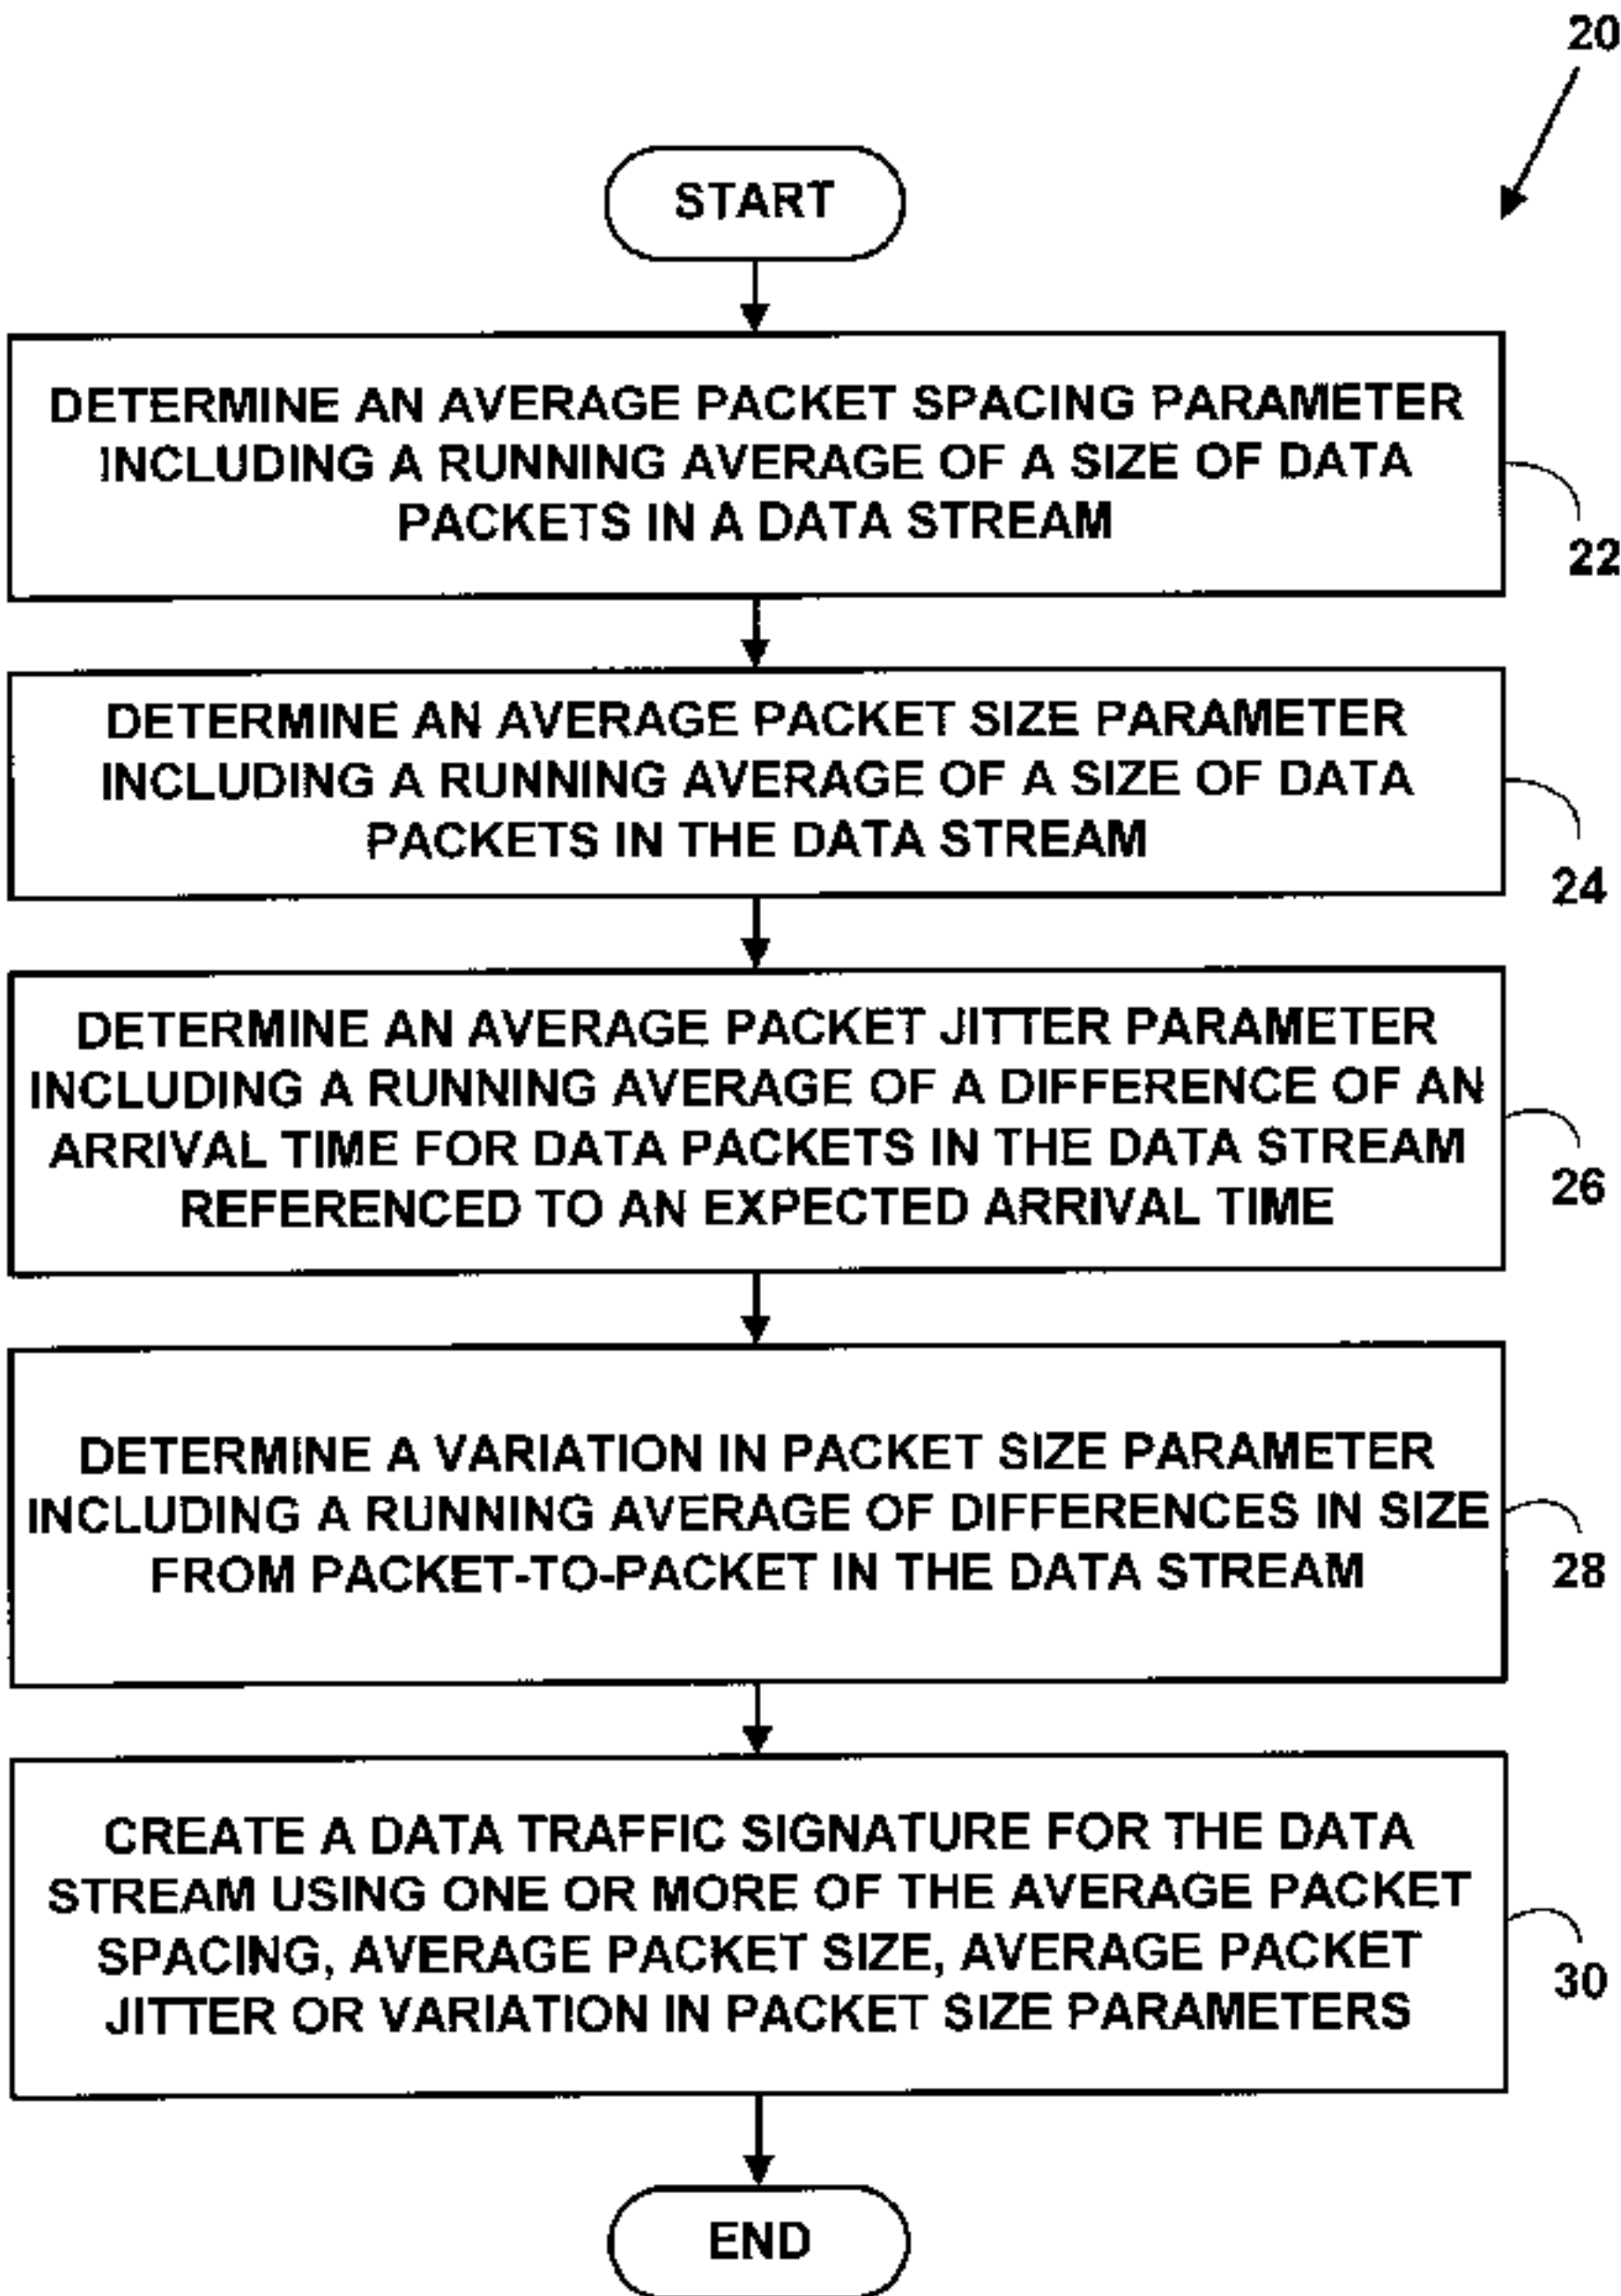 20
START
DETERMINE AN AVERAGE PACKET SPACING PARAMETER
INCLUDING A RUNNING AVERAGE OF A SIZE OF DATA
PACKETS IN A DATA STREAM
22
DETERMINE AN AVERAGE PACKET SIZE PARAMETER
INCLUDING A RUNNING AVERAGE OF A SIZE OF DATA
PACKETS IN THE DATA STREAM
24
DETERMINE AN AVERAGE PACKET JITTER PARAMETER
INCLUDING A RUNNING AVERAGE OF A DIFFERENCE OF AN
ARRIVAL TIME FOR DATA PACKETS IN THE DATA STREAM
REFERENCED TO AN EXPECTED ARRIVAL TIME
26
DETERMINE A VARIATION IN PACKET SIZE PARAMETER
INCLUDING A RUNNING AVERAGE OF DIFFERENCES IN SIZE
FROM PACKET-TO-PACKET IN THE DATA STREAM
28
CREATE A DATA TRAFFIC SIGNATURE FOR THE DATA
STREAM USING ONE OR MORE OF THE AVERAGE PACKET
SPACING, AVERAGE PACKET SIZE, AVERAGE PACKET
JITTER OR VARIATION IN PACKET SIZE PARAMETERS
30
END